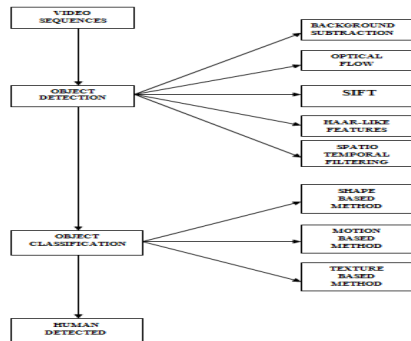 VIDEO
SEQUENCES
BACKGROUND
SUBTRACTION
OPTICAL
FLOW
OBJECT
DETECTION
SIFT
HAAR-LIKE
FEATURES
SPATIO
TEMPORAL
FILTERING
SHAPE
BASED
METHOD
OBJECT
CLASSIFICATION
MOTION
BASED
METHOD
TEXTURE
BASED
METHOD
HUMAN
DETECTED